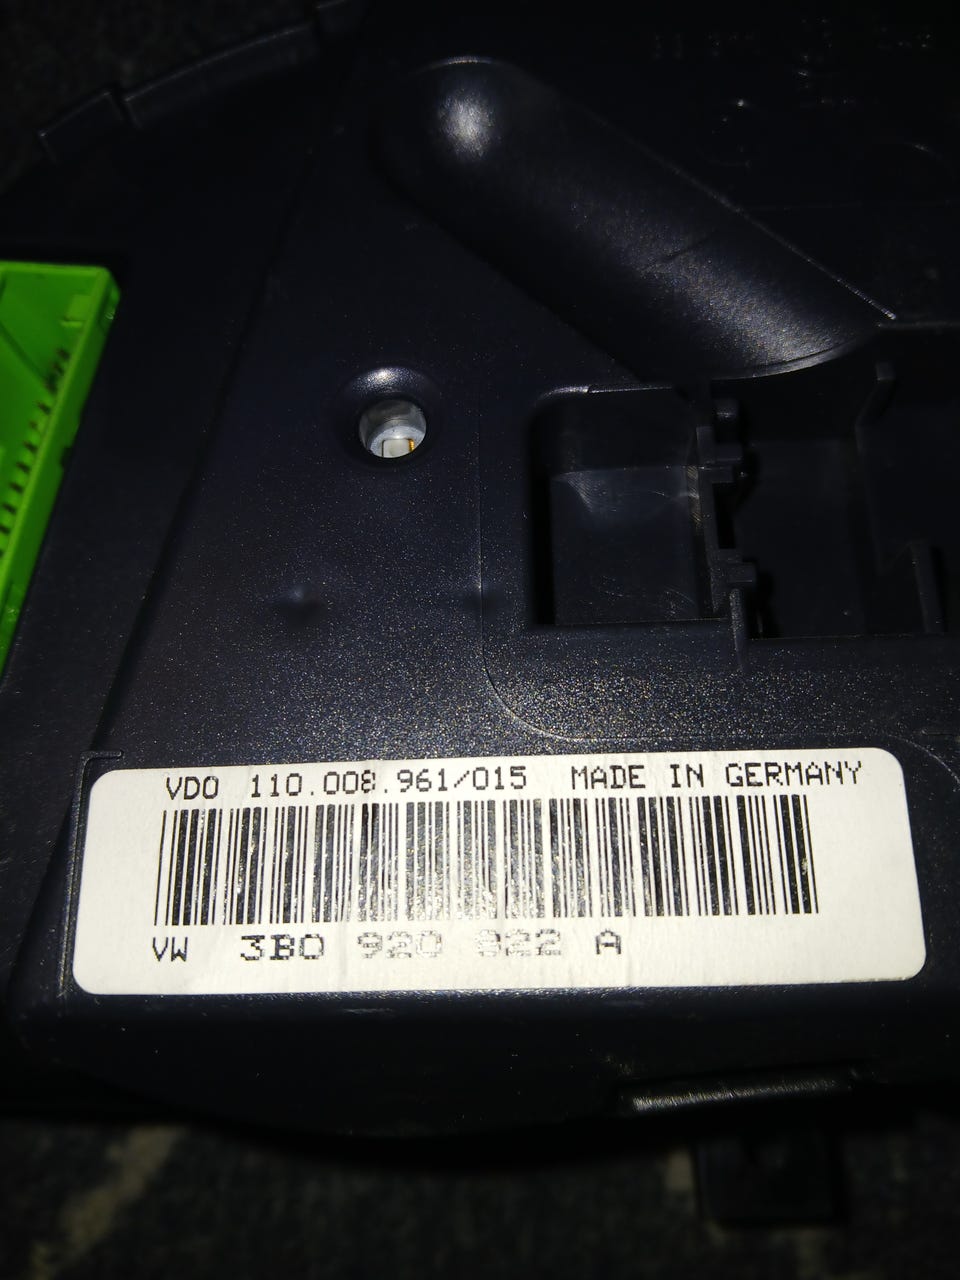 VDO 110.008.961/015 MADE IN GERMANY
VW 3B0 920 822 A